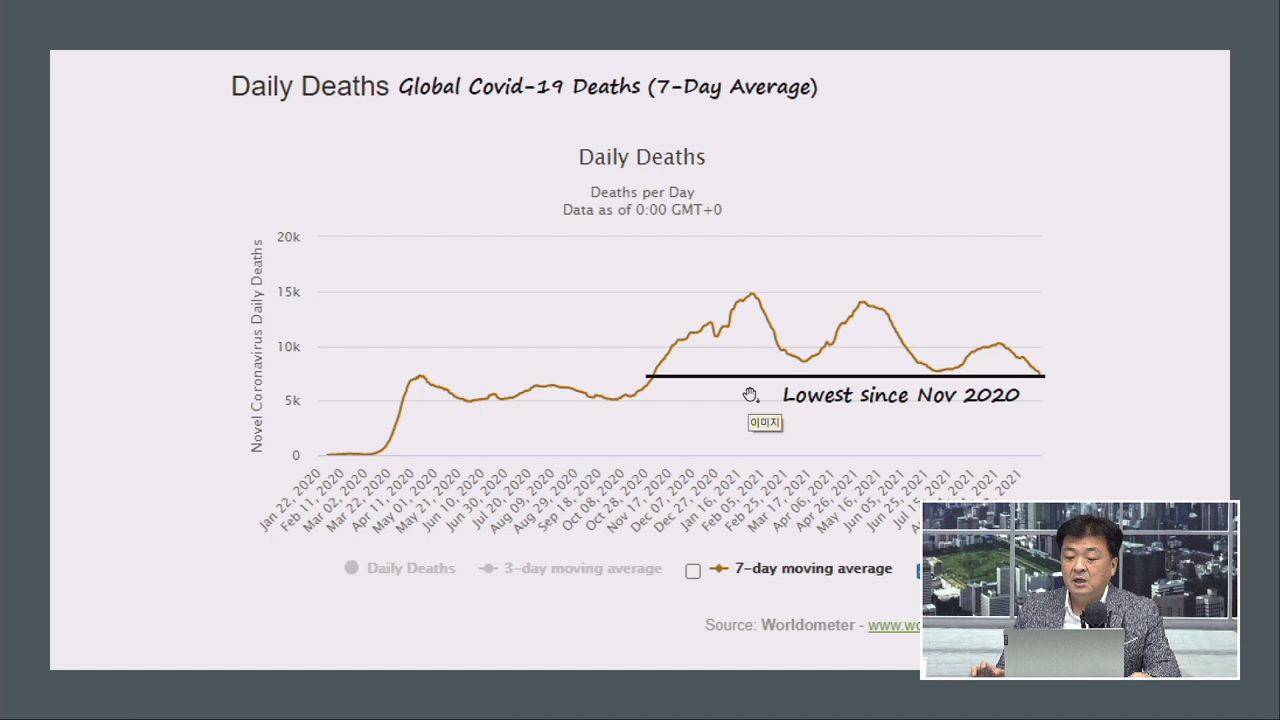 Daily Deaths Global Covid-19 Deaths (7-Day Average)
Daily Deaths
Deaths per Day
Data as of 0:00 GMT+0
Novel Coronavirus Daily Deaths
20k
15k
10k
5k
0
Lowest since Nov 2020
이미지
Jan 22, 2020
Feb 11, 2020
Mar 02, 2020
Mar 22, 2020
Apr 11, 2020
May 01, 2020
May 21, 2020
Jun 10, 2020
Jun 30, 2020
Jul 20, 2020
Aug 09, 2020
Aug 29, 2020
Sep 18, 2020
Oct 08, 2020
Oct 28, 2020
Nov 17, 2020
Dec 07, 2020
Dec 27, 2020
Jan 16, 2021
Feb 05, 2021
Feb 25, 2021
Mar 17, 2021
Apr 06, 2021
Apr 26, 2021
May 16, 2021
Jun 05, 2021
Jun 25, 2021
Daily Deaths
3-day moving average
7-day moving average
Source: Worldometer - www.wo